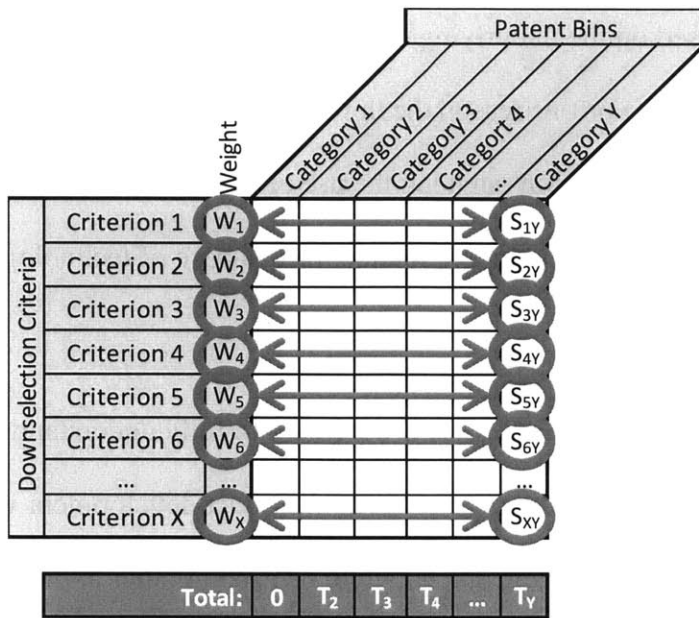 Patent Bins
Weight
Category 1
Category 2
Category 3
Categort 4
...
Category Y
Downselection Criteria
Criterion 1 W1 S1Y
Criterion 2 W2 S2Y
Criterion 3 W3 S3Y
Criterion 4 W4 S4Y
Criterion 5 W5 S5Y
Criterion 6 W6 S6Y
... ... ...
Criterion X WX SXY
Total: 0 T2 T3 T4 ... TY